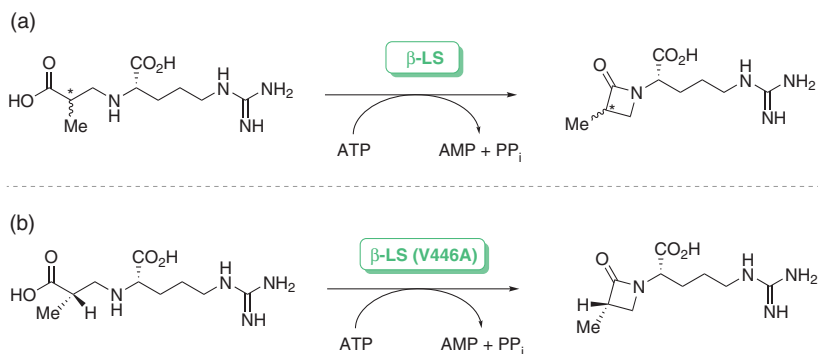 (a)
O
HO
*
Me
N
H
CO₂H
H
N
NH₂
NH
β-LS
ATP
AMP + PPᵢ
O
N
*
Me
CO₂H
H
N
NH₂
NH
(b)
O
HO
Me
H
N
H
CO₂H
H
N
NH₂
NH
β-LS (V446A)
ATP
AMP + PPᵢ
O
N
H
Me
CO₂H
H
N
NH₂
NH